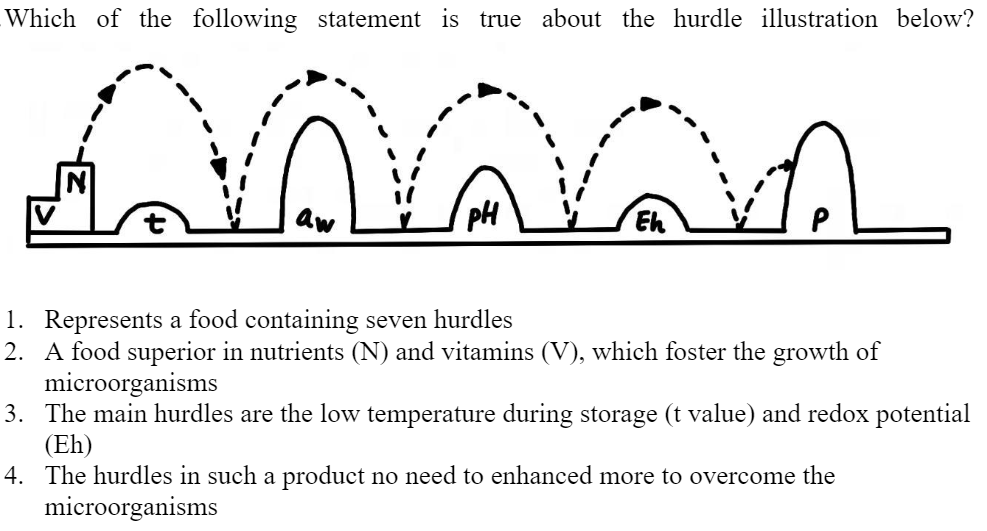 Which of the following statement is true about the hurdle illustration below?
N
V
t
aw
pH
Eh
P
1. Represents a food containing seven hurdles
2. A food superior in nutrients (N) and vitamins (V), which foster the growth of
microorganisms
3. The main hurdles are the low temperature during storage (t value) and redox potential
(Eh)
4. The hurdles in such a product no need to enhanced more to overcome the
microorganisms